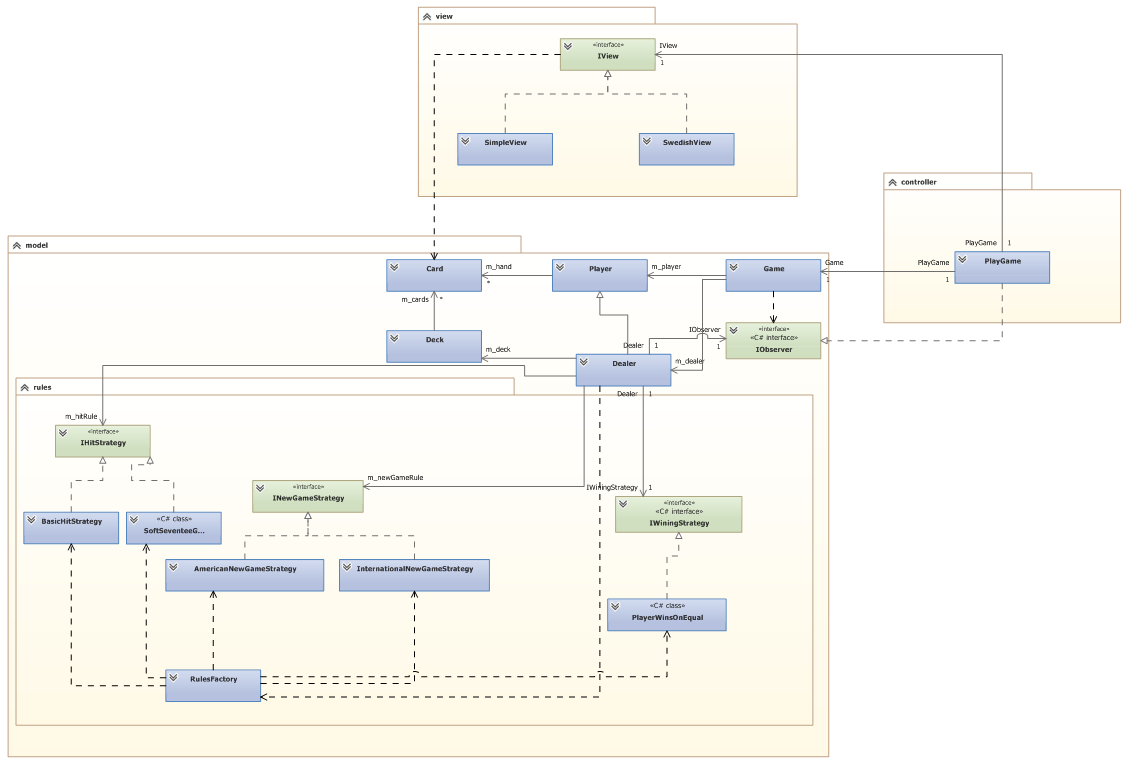 view
«interface»
IView
IView
1
SimpleView
SwedishView
controller
PlayGame
1
PlayGame
PlayGame
1
Game
1
model
Card
m_hand
*
Player
m_player
Game
m_cards
*
Deck
m_deck
IObserver
1
«interface»
«C# interface»
IObserver
Dealer
1
Dealer
m_dealer
Dealer
1
rules
m_hitRule
«interface»
IHitStrategy
m_newGameRule
«interface»
INewGameStrategy
IWiningStrategy
1
«interface»
«C# interface»
IWiningStrategy
BasicHitStrategy
«C# class»
SoftSeventeeG...
AmericanNewGameStrategy
InternationalNewGameStrategy
«C# class»
PlayerWinsOnEqual
RulesFactory